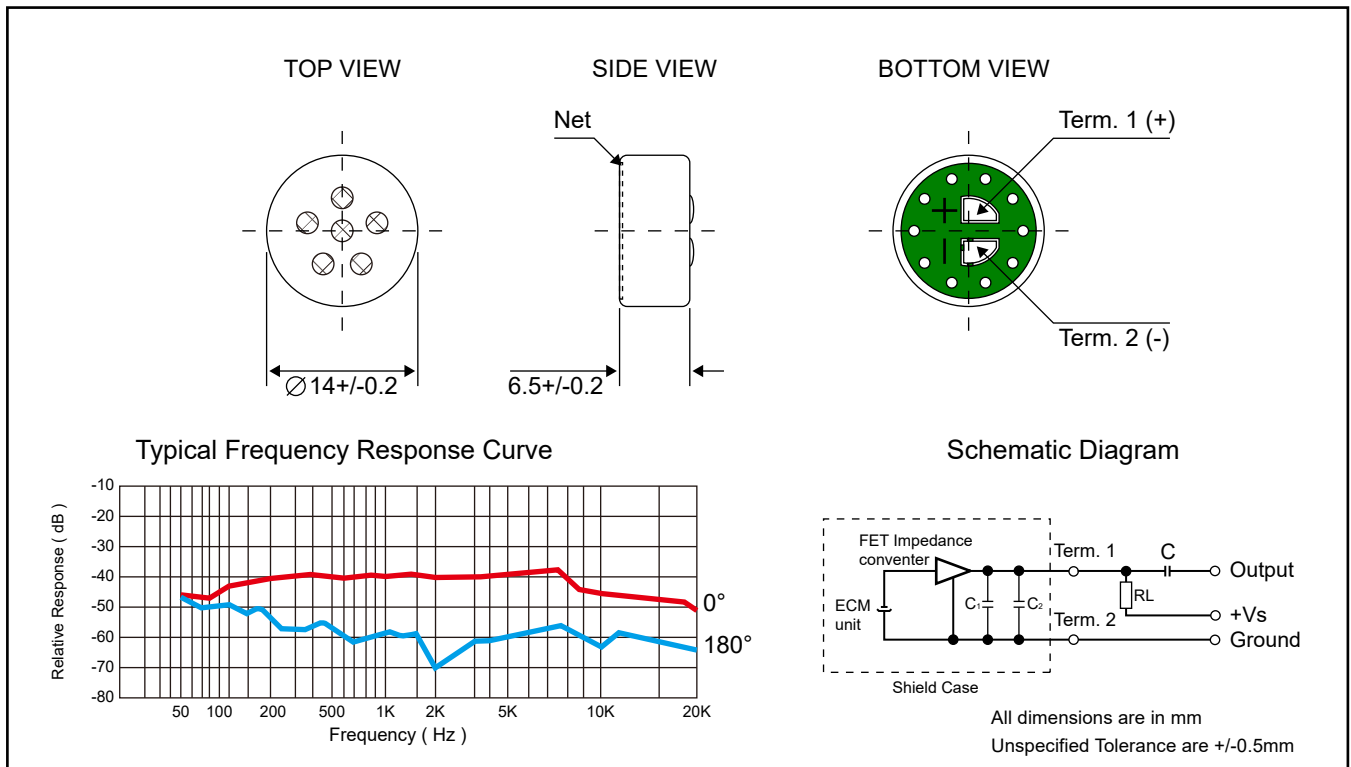 TOP VIEW
SIDE VIEW
BOTTOM VIEW
Net
Term. 1 (+)
+
Term. 2 (-)
∅14+/-0.2
6.5+/-0.2
Typical Frequency Response Curve
Relative Response ( dB )
-10
-20
-30
-40
-50
-60
-70
-80
0°
180°
50 100 200 500 1K 2K 5K 10K 20K
Frequency ( Hz )
Schematic Diagram
FET Impedance
conventer
ECM
unit
C1
C2
Term. 1
Term. 2
C
RL
Output
+Vs
Ground
Shield Case
All dimensions are in mm
Unspecified Tolerance are +/-0.5mm